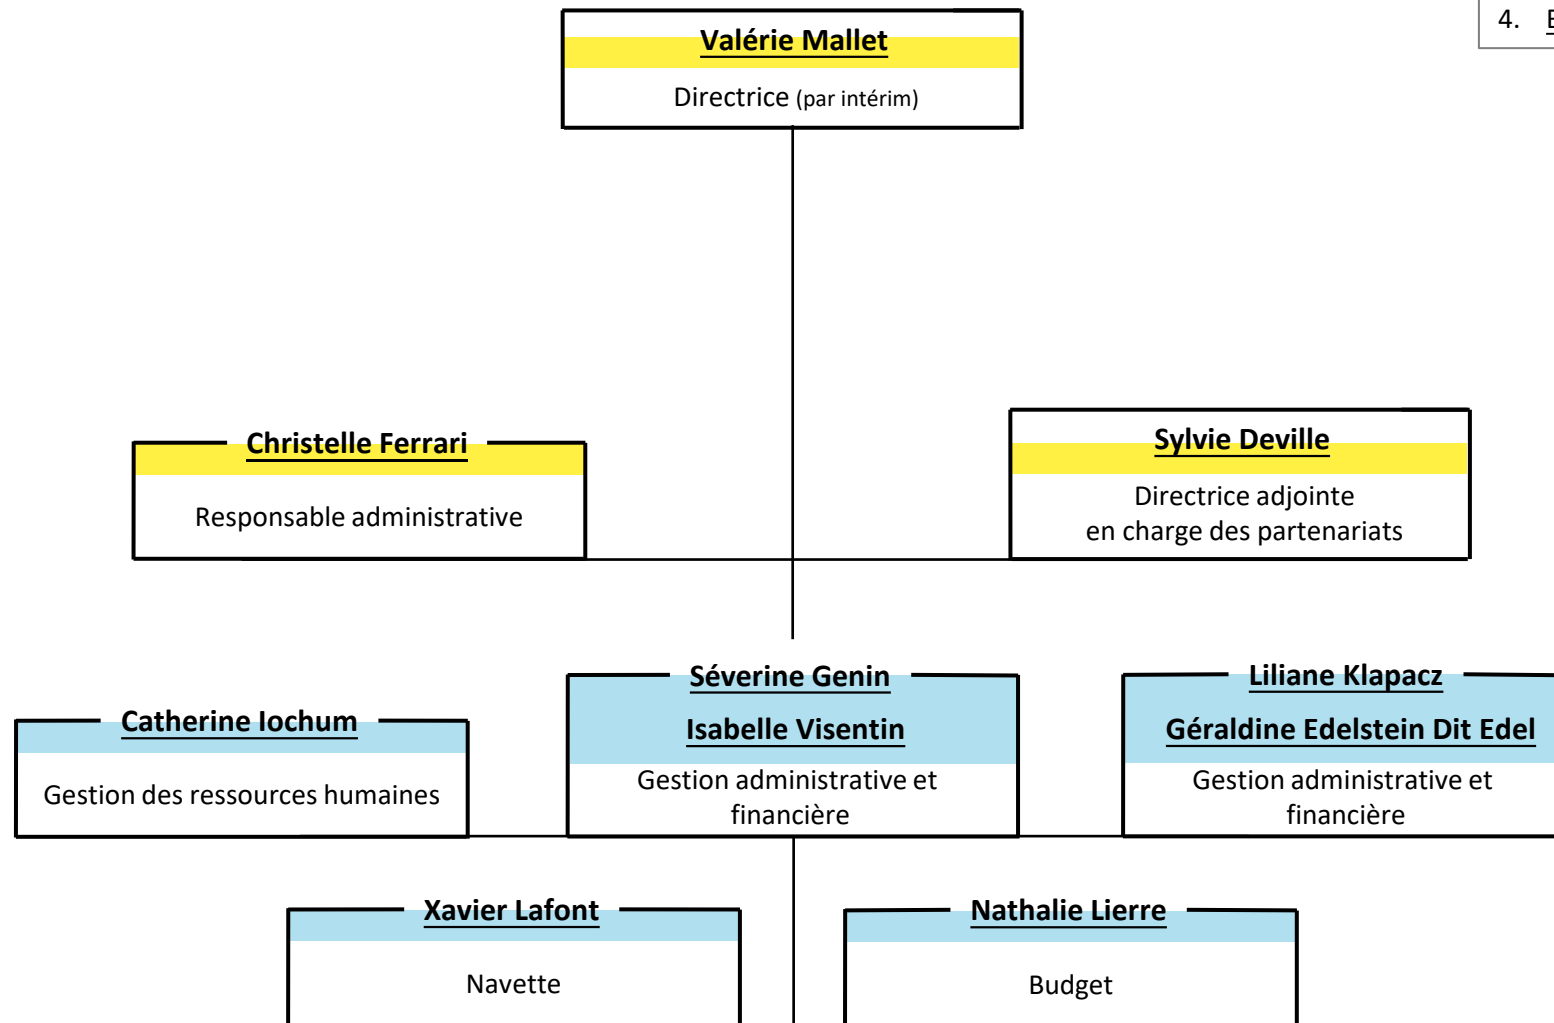 4.
Valérie Mallet
Directrice (par intérim)
Christelle Ferrari
Responsable administrative
Sylvie Deville
Directrice adjointe
en charge des partenariats
Catherine Iochum
Gestion des ressources humaines
Séverine Genin
Isabelle Visentin
Gestion administrative et
financière
Liliane Klapacz
Géraldine Edelstein Dit Edel
Gestion administrative et
financière
Xavier Lafont
Navette
Nathalie Lierre
Budget